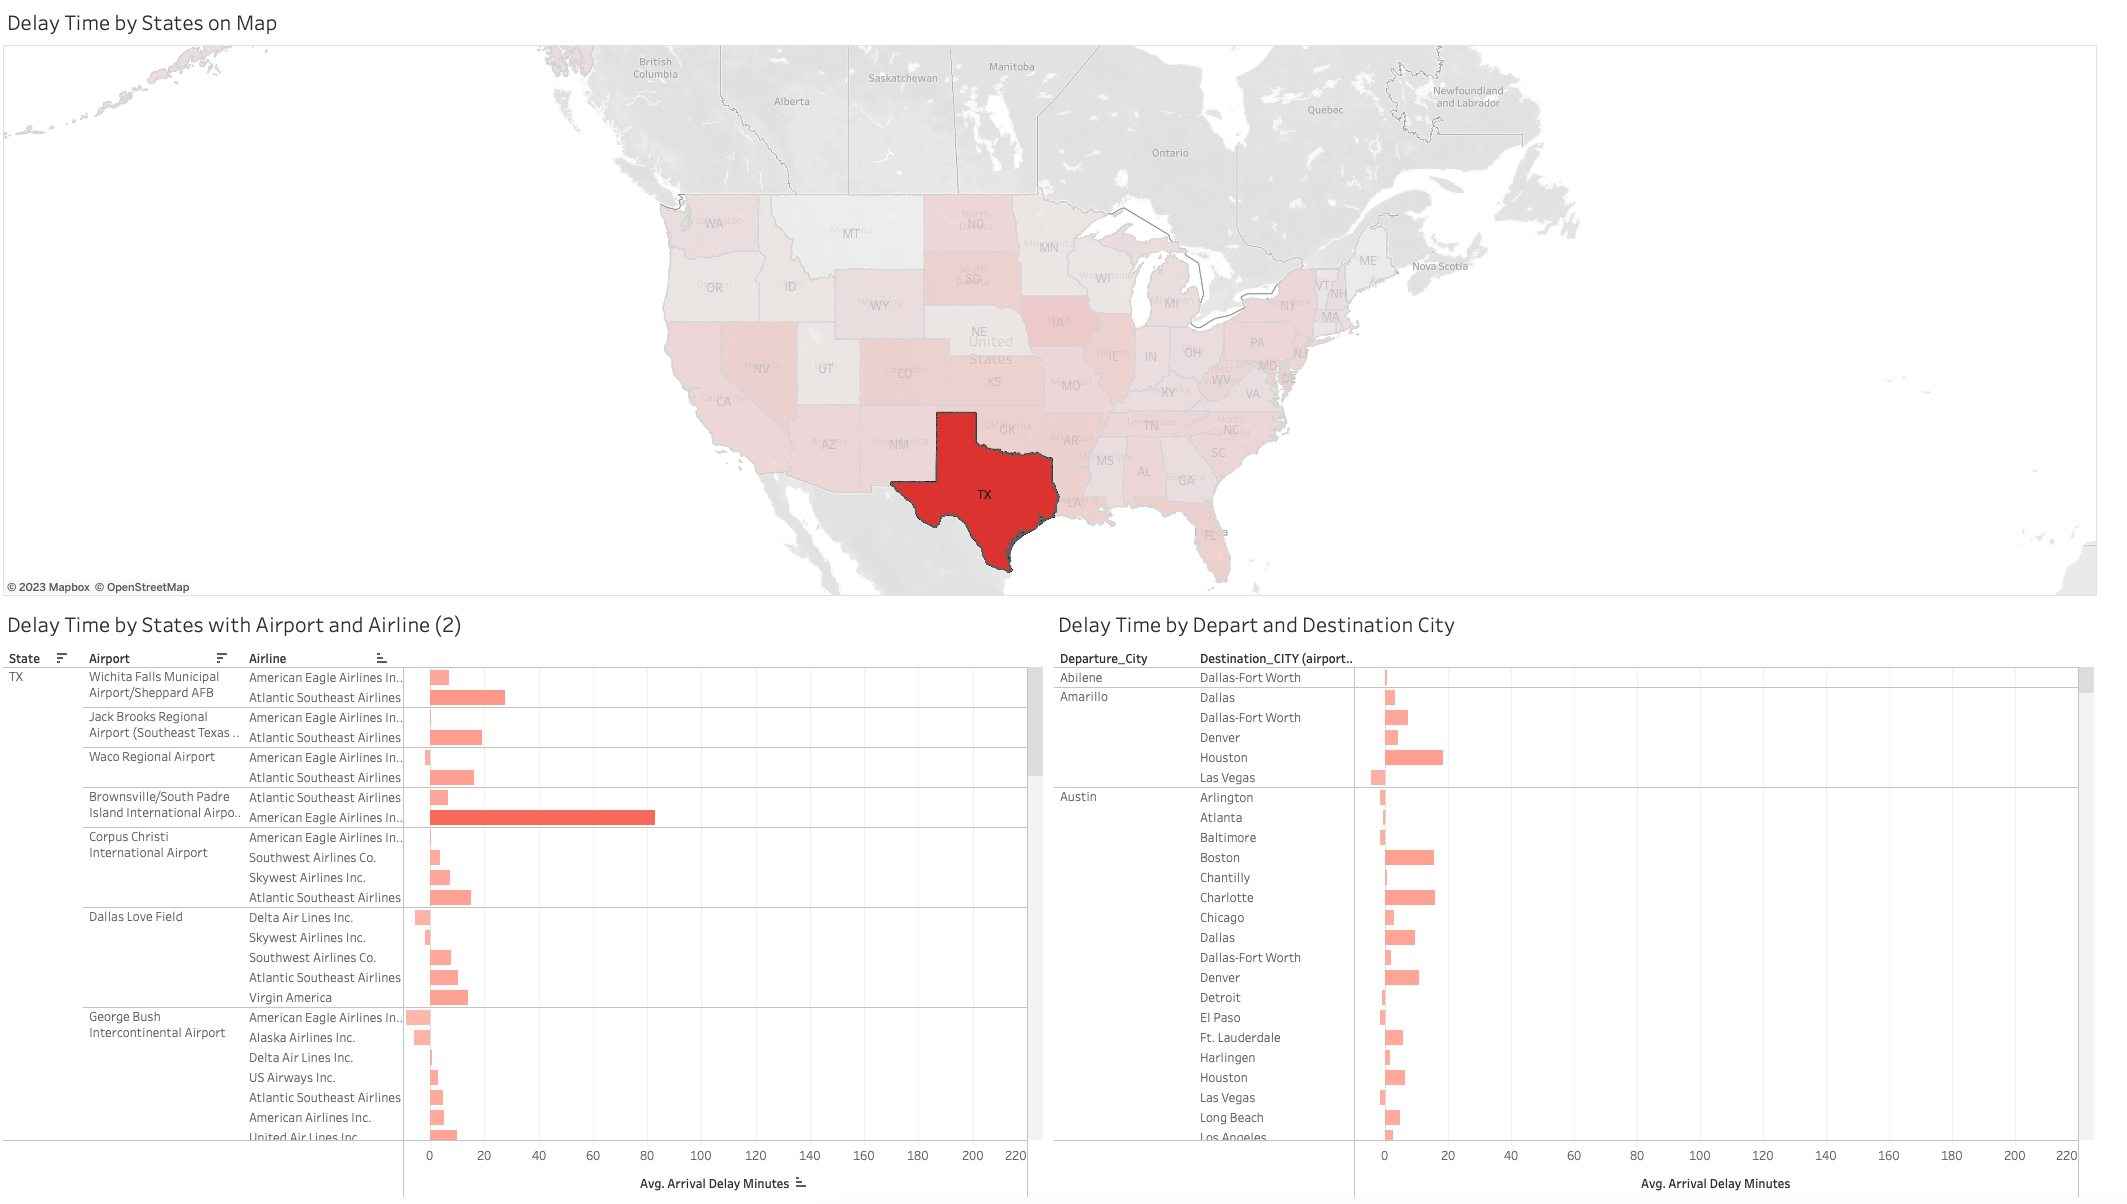 Delay Time by States on Map
British
Columbia
Alberta
Saskatchewan
Manitoba
Ontario
Quebec
Newfoundland
and Labrador
Nova Scotia
WA
MT
North
ND
MN
ME
OR
ID
South
SD
Dakota
WI
VT
NH
WY
Wyoming
MI
Michigan
NY
New York
MA
IA
Iowa
NE
United
States
NV
UT
CO
Colorado
KS
IL
Illinois
IN
OH
PA
NJ
MD
DE
CA
California
MO
WV
KY
VA
AZ
NM
OK
Oklahoma
AR
TN
North
NC
SC
MS
AL
GA
TX
LA
FL
© 2023 Mapbox © OpenStreetMap
Delay Time by States with Airport and Airline (2)
State Airport Airline
TX Wichita Falls Municipal American Eagle Airlines In..
Airport/Sheppard AFB Atlantic Southeast Airlines
Jack Brooks Regional American Eagle Airlines In..
Airport (Southeast Texas .. Atlantic Southeast Airlines
Waco Regional Airport American Eagle Airlines In..
Atlantic Southeast Airlines
Brownsville/South Padre Atlantic Southeast Airlines
Island International Airpo.. American Eagle Airlines In..
Corpus Christi American Eagle Airlines In..
International Airport Southwest Airlines Co.
Skywest Airlines Inc.
Atlantic Southeast Airlines
Dallas Love Field Delta Air Lines Inc.
Skywest Airlines Inc.
Southwest Airlines Co.
Atlantic Southeast Airlines
Virgin America
George Bush American Eagle Airlines In..
Intercontinental Airport Alaska Airlines Inc.
Delta Air Lines Inc.
US Airways Inc.
Atlantic Southeast Airlines
American Airlines Inc.
United Air Lines Inc.
0 20 40 60 80 100 120 140 160 180 200 220
Avg. Arrival Delay Minutes
Delay Time by Depart and Destination City
Departure_City Destination_CITY (airport..
Abilene Dallas-Fort Worth
Amarillo Dallas
Dallas-Fort Worth
Denver
Houston
Las Vegas
Austin Arlington
Atlanta
Baltimore
Boston
Chantilly
Charlotte
Chicago
Dallas
Dallas-Fort Worth
Denver
Detroit
El Paso
Ft. Lauderdale
Harlingen
Houston
Las Vegas
Long Beach
Los Angeles
0 20 40 60 80 100 120 140 160 180 200 220
Avg. Arrival Delay Minutes